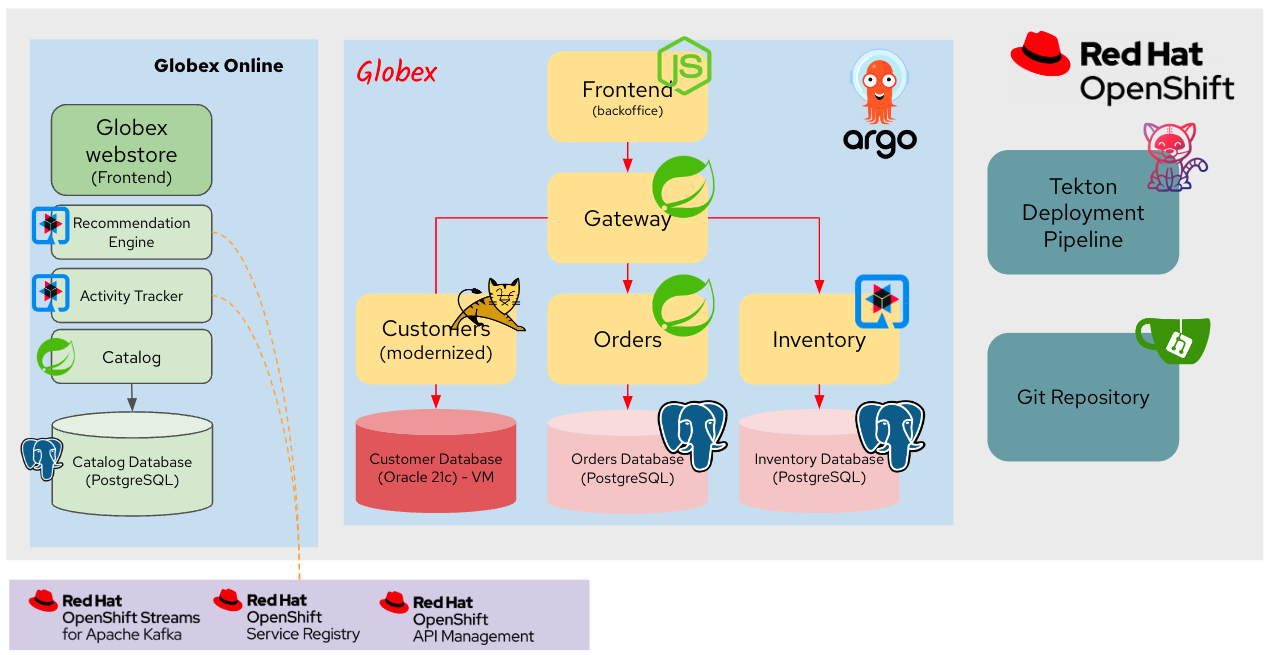 Globex Online
Globex
webstore
(Frontend)
Recommendation
Engine
Activity Tracker
Catalog
Catalog Database
(PostgreSQL)
Globex
Frontend
(backoffice)
JS
argo
Gateway
Customers
(modernized)
Orders
Inventory
Customer Database
(Oracle 21c) - VM
Orders Database
(PostgreSQL)
Inventory Database
(PostgreSQL)
Red Hat
OpenShift
Tekton
Deployment
Pipeline
Git Repository
Red Hat
OpenShift Streams
for Apache Kafka
Red Hat
OpenShift
Service Registry
Red Hat
OpenShift
API Management